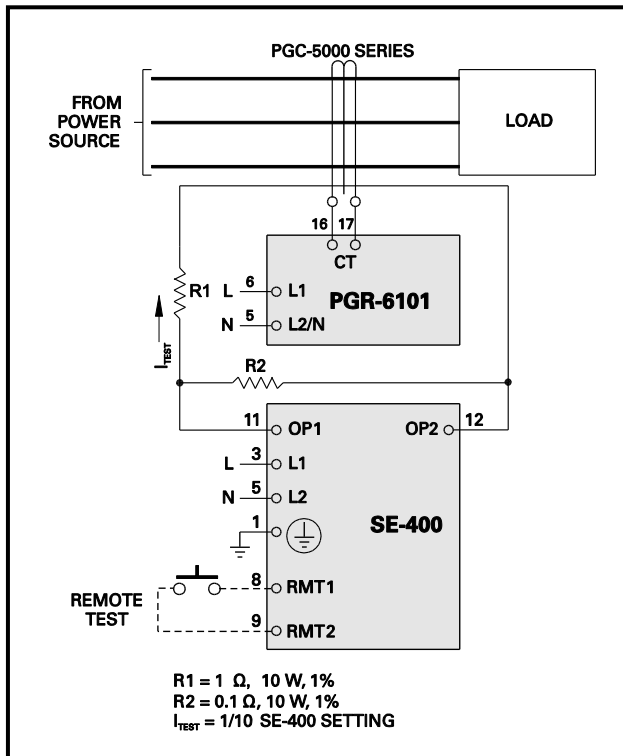 PGC-5000 SERIES
FROM
POWER
SOURCE
LOAD
16 17
CT
R1
L 6 L1
PGR-6101
N 5 L2/N
I_TEST
R2
11 OP1
OP2 12
L 3 L1
N 5 L2
1
SE-400
8 RMT1
REMOTE
TEST
9 RMT2
R1 = 1 Ω, 10 W, 1%
R2 = 0.1 Ω, 10 W, 1%
I_TEST = 1/10 SE-400 SETTING